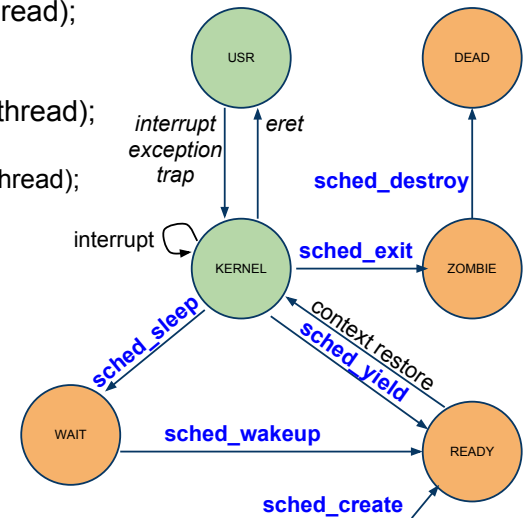 read);
thread);
hread);
USR
DEAD
interrupt
exception
trap
eret
sched_destroy
interrupt
KERNEL
sched_exit
ZOMBIE
sched_sleep
context restore
sched_yield
WAIT
sched_wakeup
READY
sched_create